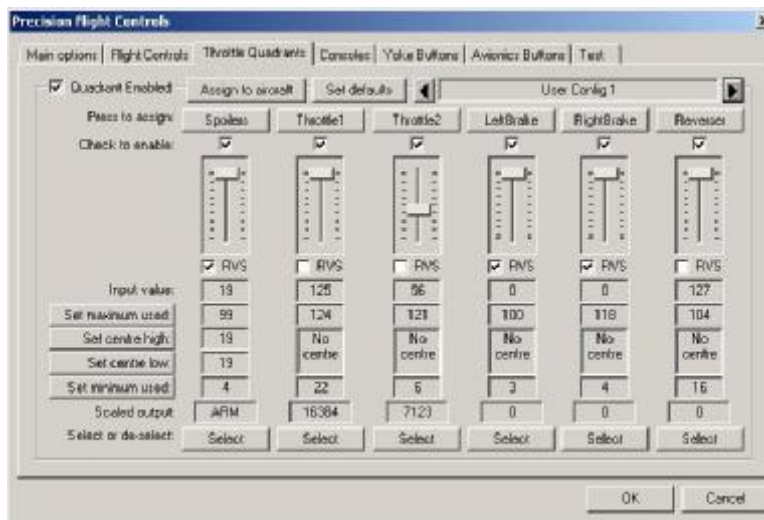 Precision Flight Controls
Main options Flight Controls Throttle Quadrants Consoles Yoke Buttons Avionics Buttons Test
Quadrant Enabled Assign to aircraft Set defaults User Config 1
Press to assign: Spoilers Throttle1 Throttle2 LeftBrake RightBrake Reverser
Check to enable:
RVS RVS RVS RVS RVS RVS
Input value: 19 125 56 0 0 127
Set maximum used: 99 124 121 100 118 104
Set centre high: 19 No centre No centre No centre No centre No centre
Set centre low: 19
Set minimum used: 4 22 6 3 4 16
Scaled output: ARM 16384 7123 0 0 0
Select or de-select: Select Select Select Select Select Select
OK Cancel